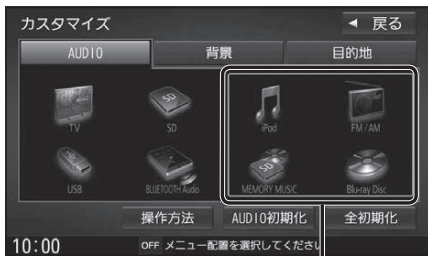 カスタマイズ ◄ 戻る
AUDIO 背景 目的地
TV SD iPod FM/AM
USB BLUETOOTH Audio MEMORY MUSIC Blu-ray Disc
操作方法 AUDIO初期化 全初期化
10:00 OFF メニュー配置を選択してください